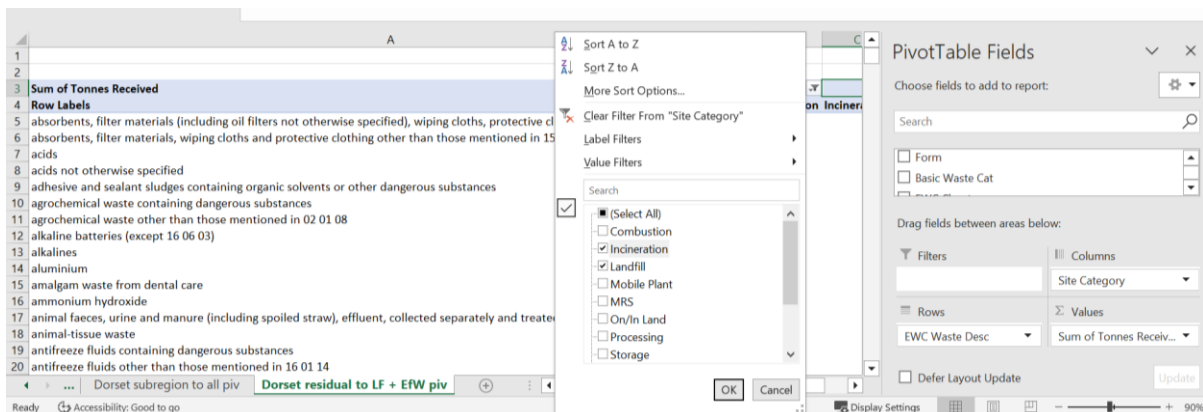 A
C
1
2
3 Sum of Tonnes Received
4 Row Labels
on Incinera
5 absorbents, filter materials (including oil filters not otherwise specified), wiping cloths, protective cl
6 absorbents, filter materials, wiping cloths and protective clothing other than those mentioned in 15
7 acids
8 acids not otherwise specified
9 adhesive and sealant sludges containing organic solvents or other dangerous substances
10 agrochemical waste containing dangerous substances
11 agrochemical waste other than those mentioned in 02 01 08
12 alkaline batteries (except 16 06 03)
13 alkalines
14 aluminium
15 amalgam waste from dental care
16 ammonium hydroxide
17 animal faeces, urine and manure (including spoiled straw), effluent, collected separately and treate
18 animal-tissue waste
19 antifreeze fluids containing dangerous substances
20 antifreeze fluids other than those mentioned in 16 01 14
... Dorset subregion to all piv Dorset residual to LF + EfW piv
Ready Accessibility: Good to go
Sort A to Z
Sort Z to A
More Sort Options...
Clear Filter From "Site Category"
Label Filters
Value Filters
Search
(Select All)
Combustion
Incineration
Landfill
Mobile Plant
MRS
On/In Land
Processing
Storage
OK Cancel
PivotTable Fields
Choose fields to add to report:
Search
Form
Basic Waste Cat
Drag fields between areas below:
Filters
Columns
Site Category
Rows
EWC Waste Desc
Σ Values
Sum of Tonnes Receiv...
Defer Layout Update
Update
Display Settings
90%